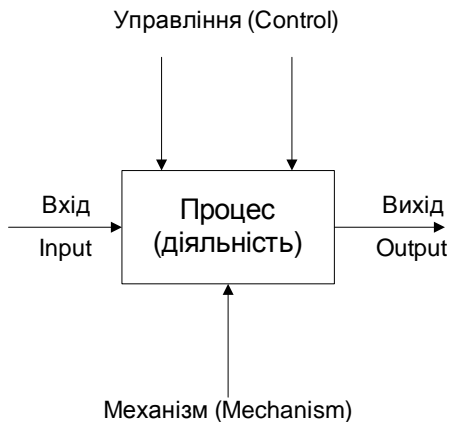 Управління (Control)
Вхід
Input
Процес
(діяльність)
Вихід
Output
Механізм (Mechanism)